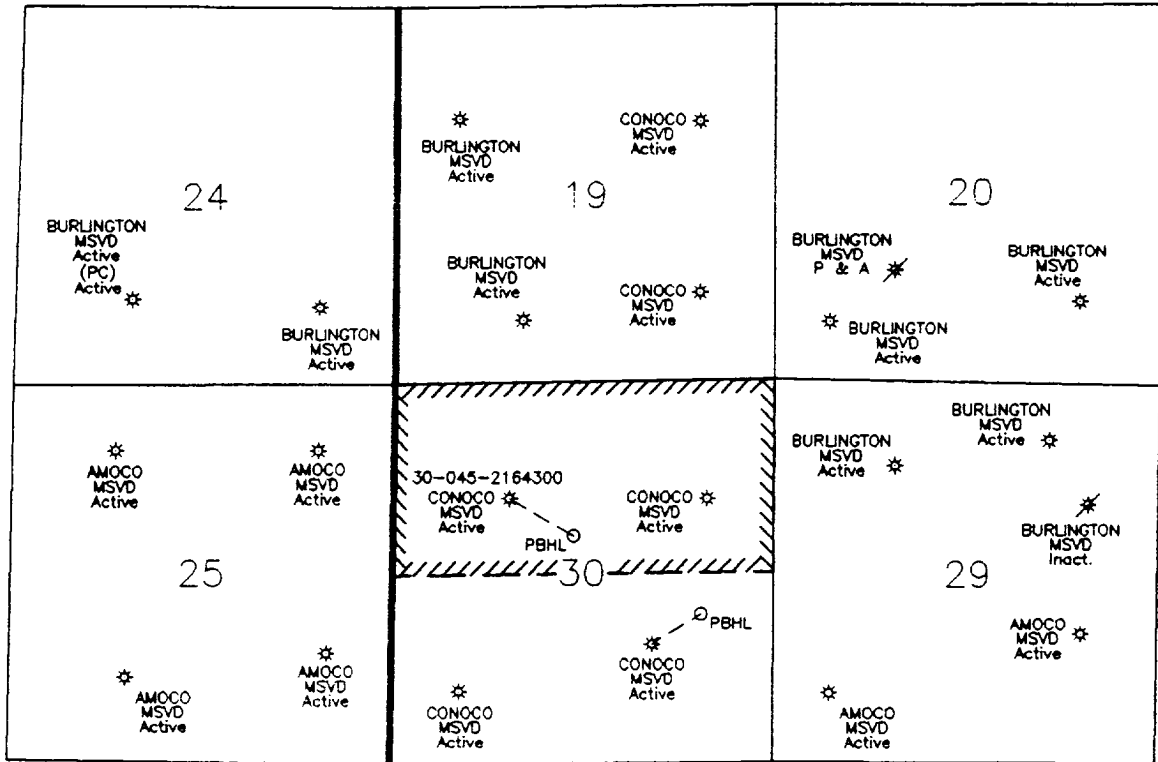 24
BURLINGTON
MSVD
Active
(PC)
Active
BURLINGTON
MSVD
Active
19
BURLINGTON
MSVD
Active
CONOCO
MSVD
Active
BURLINGTON
MSVD
Active
CONOCO
MSVD
Active
20
BURLINGTON
MSVD
P & A
BURLINGTON
MSVD
Active
BURLINGTON
MSVD
Active
25
AMOCO
MSVD
Active
AMOCO
MSVD
Active
AMOCO
MSVD
Active
AMOCO
MSVD
Active
30
30-045-2164300
CONOCO
MSVD
Active
PBHL
CONOCO
MSVD
Active
PBHL
CONOCO
MSVD
Active
CONOCO
MSVD
Active
29
BURLINGTON
MSVD
Active
BURLINGTON
MSVD
Active
BURLINGTON
MSVD
Inact.
AMOCO
MSVD
Active
AMOCO
MSVD
Active